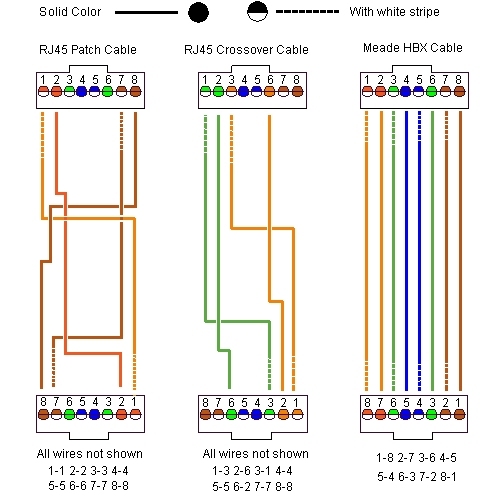 Solid Color With white stripe
RJ45 Patch Cable RJ45 Crossover Cable Meade HBX Cable
1 2 3 4 5 6 7 8 1 2 3 4 5 6 7 8 1 2 3 4 5 6 7 8
8 7 6 5 4 3 2 1 8 7 6 5 4 3 2 1 8 7 6 5 4 3 2 1
All wires not shown
1-1 2-2 3-3 4-4
5-5 6-6 7-7 8-8
All wires not shown
1-3 2-6 3-1 4-4
5-5 6-2 7-7 8-8
1-8 2-7 3-6 4-5
5-4 6-3 7-2 8-1